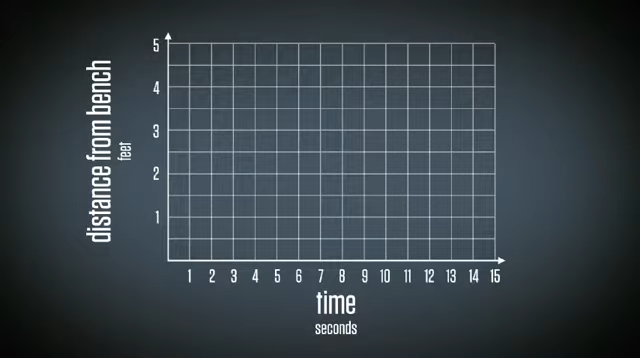 5
4
3
2
1
distance from bench
feet
1 2 3 4 5 6 7 8 9 10 11 12 13 14 15
time
seconds